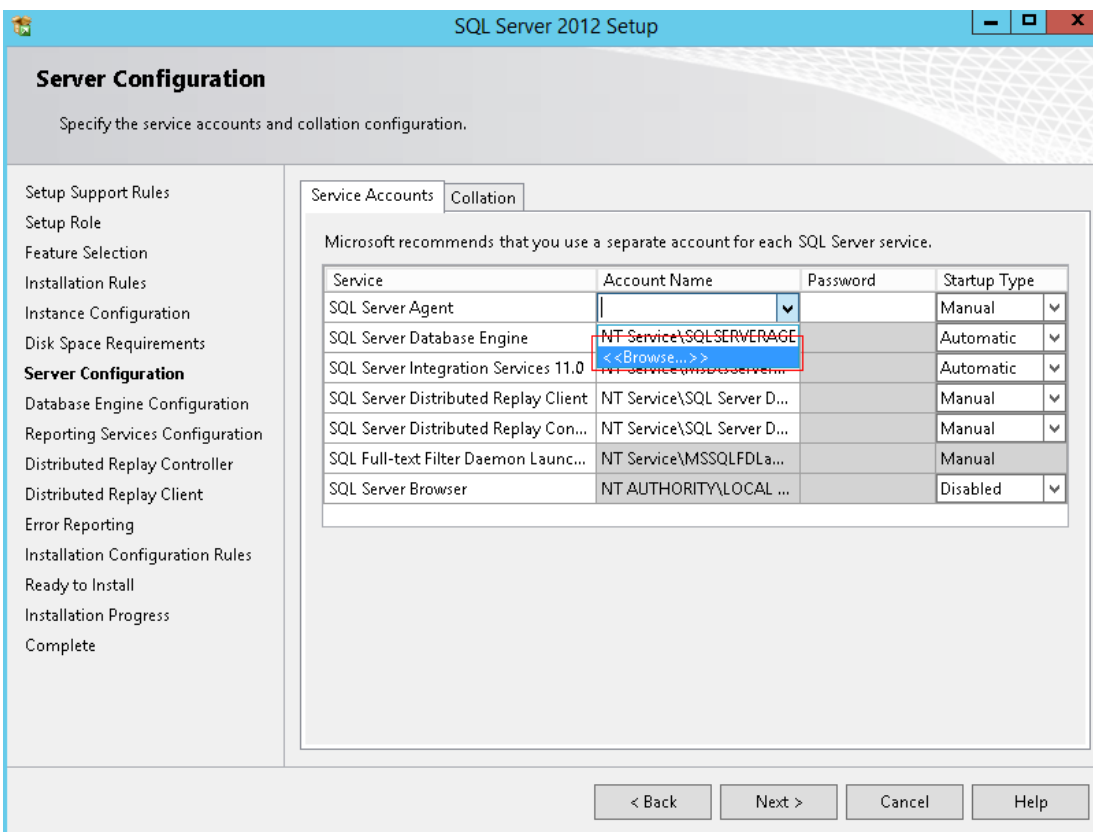 SQL Server 2012 Setup
Server Configuration
Specify the service accounts and collation configuration.
Setup Support Rules
Setup Role
Feature Selection
Installation Rules
Instance Configuration
Disk Space Requirements
Server Configuration
Database Engine Configuration
Reporting Services Configuration
Distributed Replay Controller
Distributed Replay Client
Error Reporting
Installation Configuration Rules
Ready to Install
Installation Progress
Complete
Service Accounts Collation
Microsoft recommends that you use a separate account for each SQL Server service.
Service Account Name Password Startup Type
SQL Server Agent Manual
SQL Server Database Engine NT Service\SQLSERVERAGE Automatic
<<Browse...>>
SQL Server Integration Services 11.0 NT Service\MsDtsServer... Automatic
SQL Server Distributed Replay Client NT Service\SQL Server D... Manual
SQL Server Distributed Replay Con... NT Service\SQL Server D... Manual
SQL Full-text Filter Daemon Launc... NT Service\MSSQLFDLa... Manual
SQL Server Browser NT AUTHORITY\LOCAL ... Disabled
< Back Next > Cancel Help